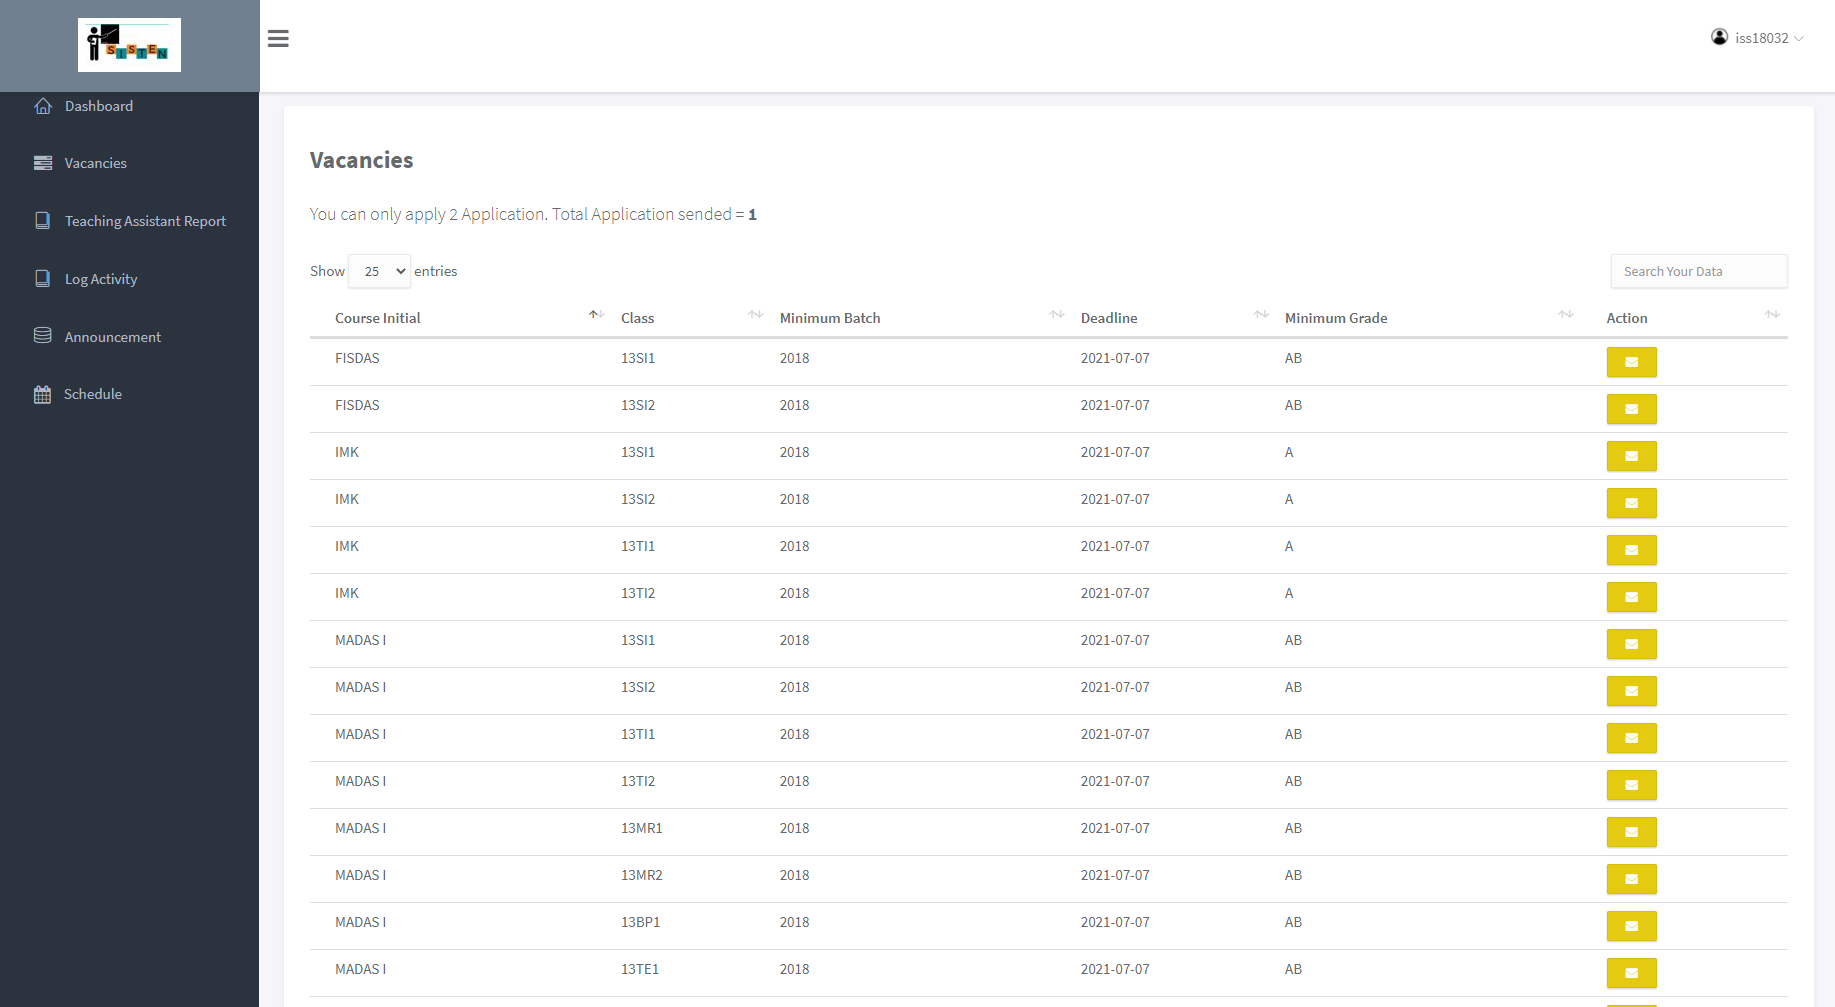 SISTEN
iss18032
Dashboard
Vacancies
Teaching Assistant Report
Log Activity
Announcement
Schedule
Vacancies
You can only apply 2 Application. Total Application sended = 1
Show 25 entries
Search Your Data
Course Initial Class Minimum Batch Deadline Minimum Grade Action
FISDAS 13SI1 2018 2021-07-07 AB
FISDAS 13SI2 2018 2021-07-07 AB
IMK 13SI1 2018 2021-07-07 A
IMK 13SI2 2018 2021-07-07 A
IMK 13TI1 2018 2021-07-07 A
IMK 13TI2 2018 2021-07-07 A
MADAS I 13SI1 2018 2021-07-07 AB
MADAS I 13SI2 2018 2021-07-07 AB
MADAS I 13TI1 2018 2021-07-07 AB
MADAS I 13TI2 2018 2021-07-07 AB
MADAS I 13MR1 2018 2021-07-07 AB
MADAS I 13MR2 2018 2021-07-07 AB
MADAS I 13BP1 2018 2021-07-07 AB
MADAS I 13TE1 2018 2021-07-07 AB